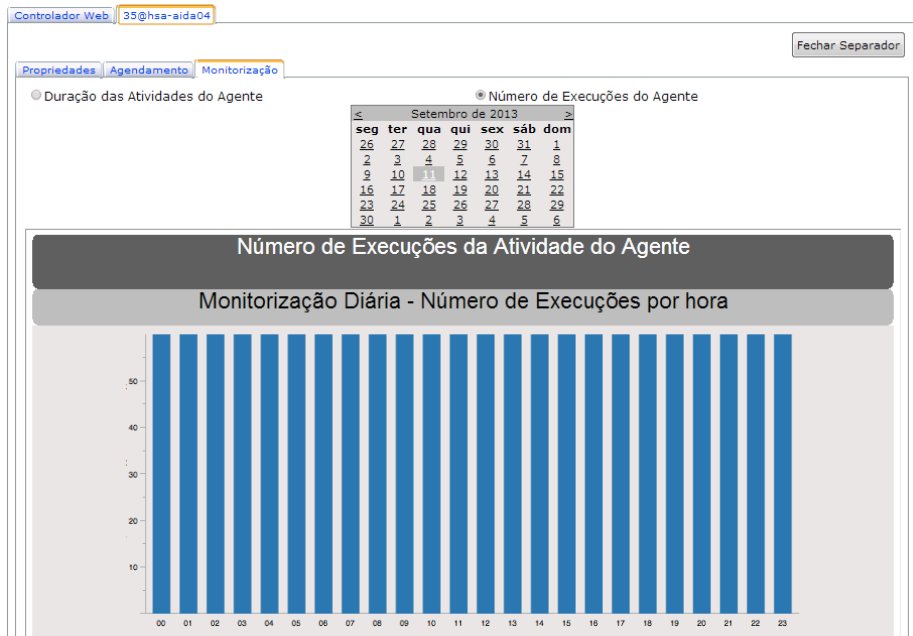 Controlador Web 35@hsa-aida04
Fechar Separador
Propriedades Agendamento Monitorização
Duração das Atividades do Agente Número de Execuções do Agente
< Setembro de 2013 >
seg ter qua qui sex sáb dom
26 27 28 29 30 31 1
2 3 4 5 6 7 8
9 10 11 12 13 14 15
16 17 18 19 20 21 22
23 24 25 26 27 28 29
30 1 2 3 4 5 6
Número de Execuções da Atividade do Agente
Monitorização Diária - Número de Execuções por hora
50
40
30
20
10
00 01 02 03 04 05 06 07 08 09 10 11 12 13 14 15 16 17 18 19 20 21 22 23